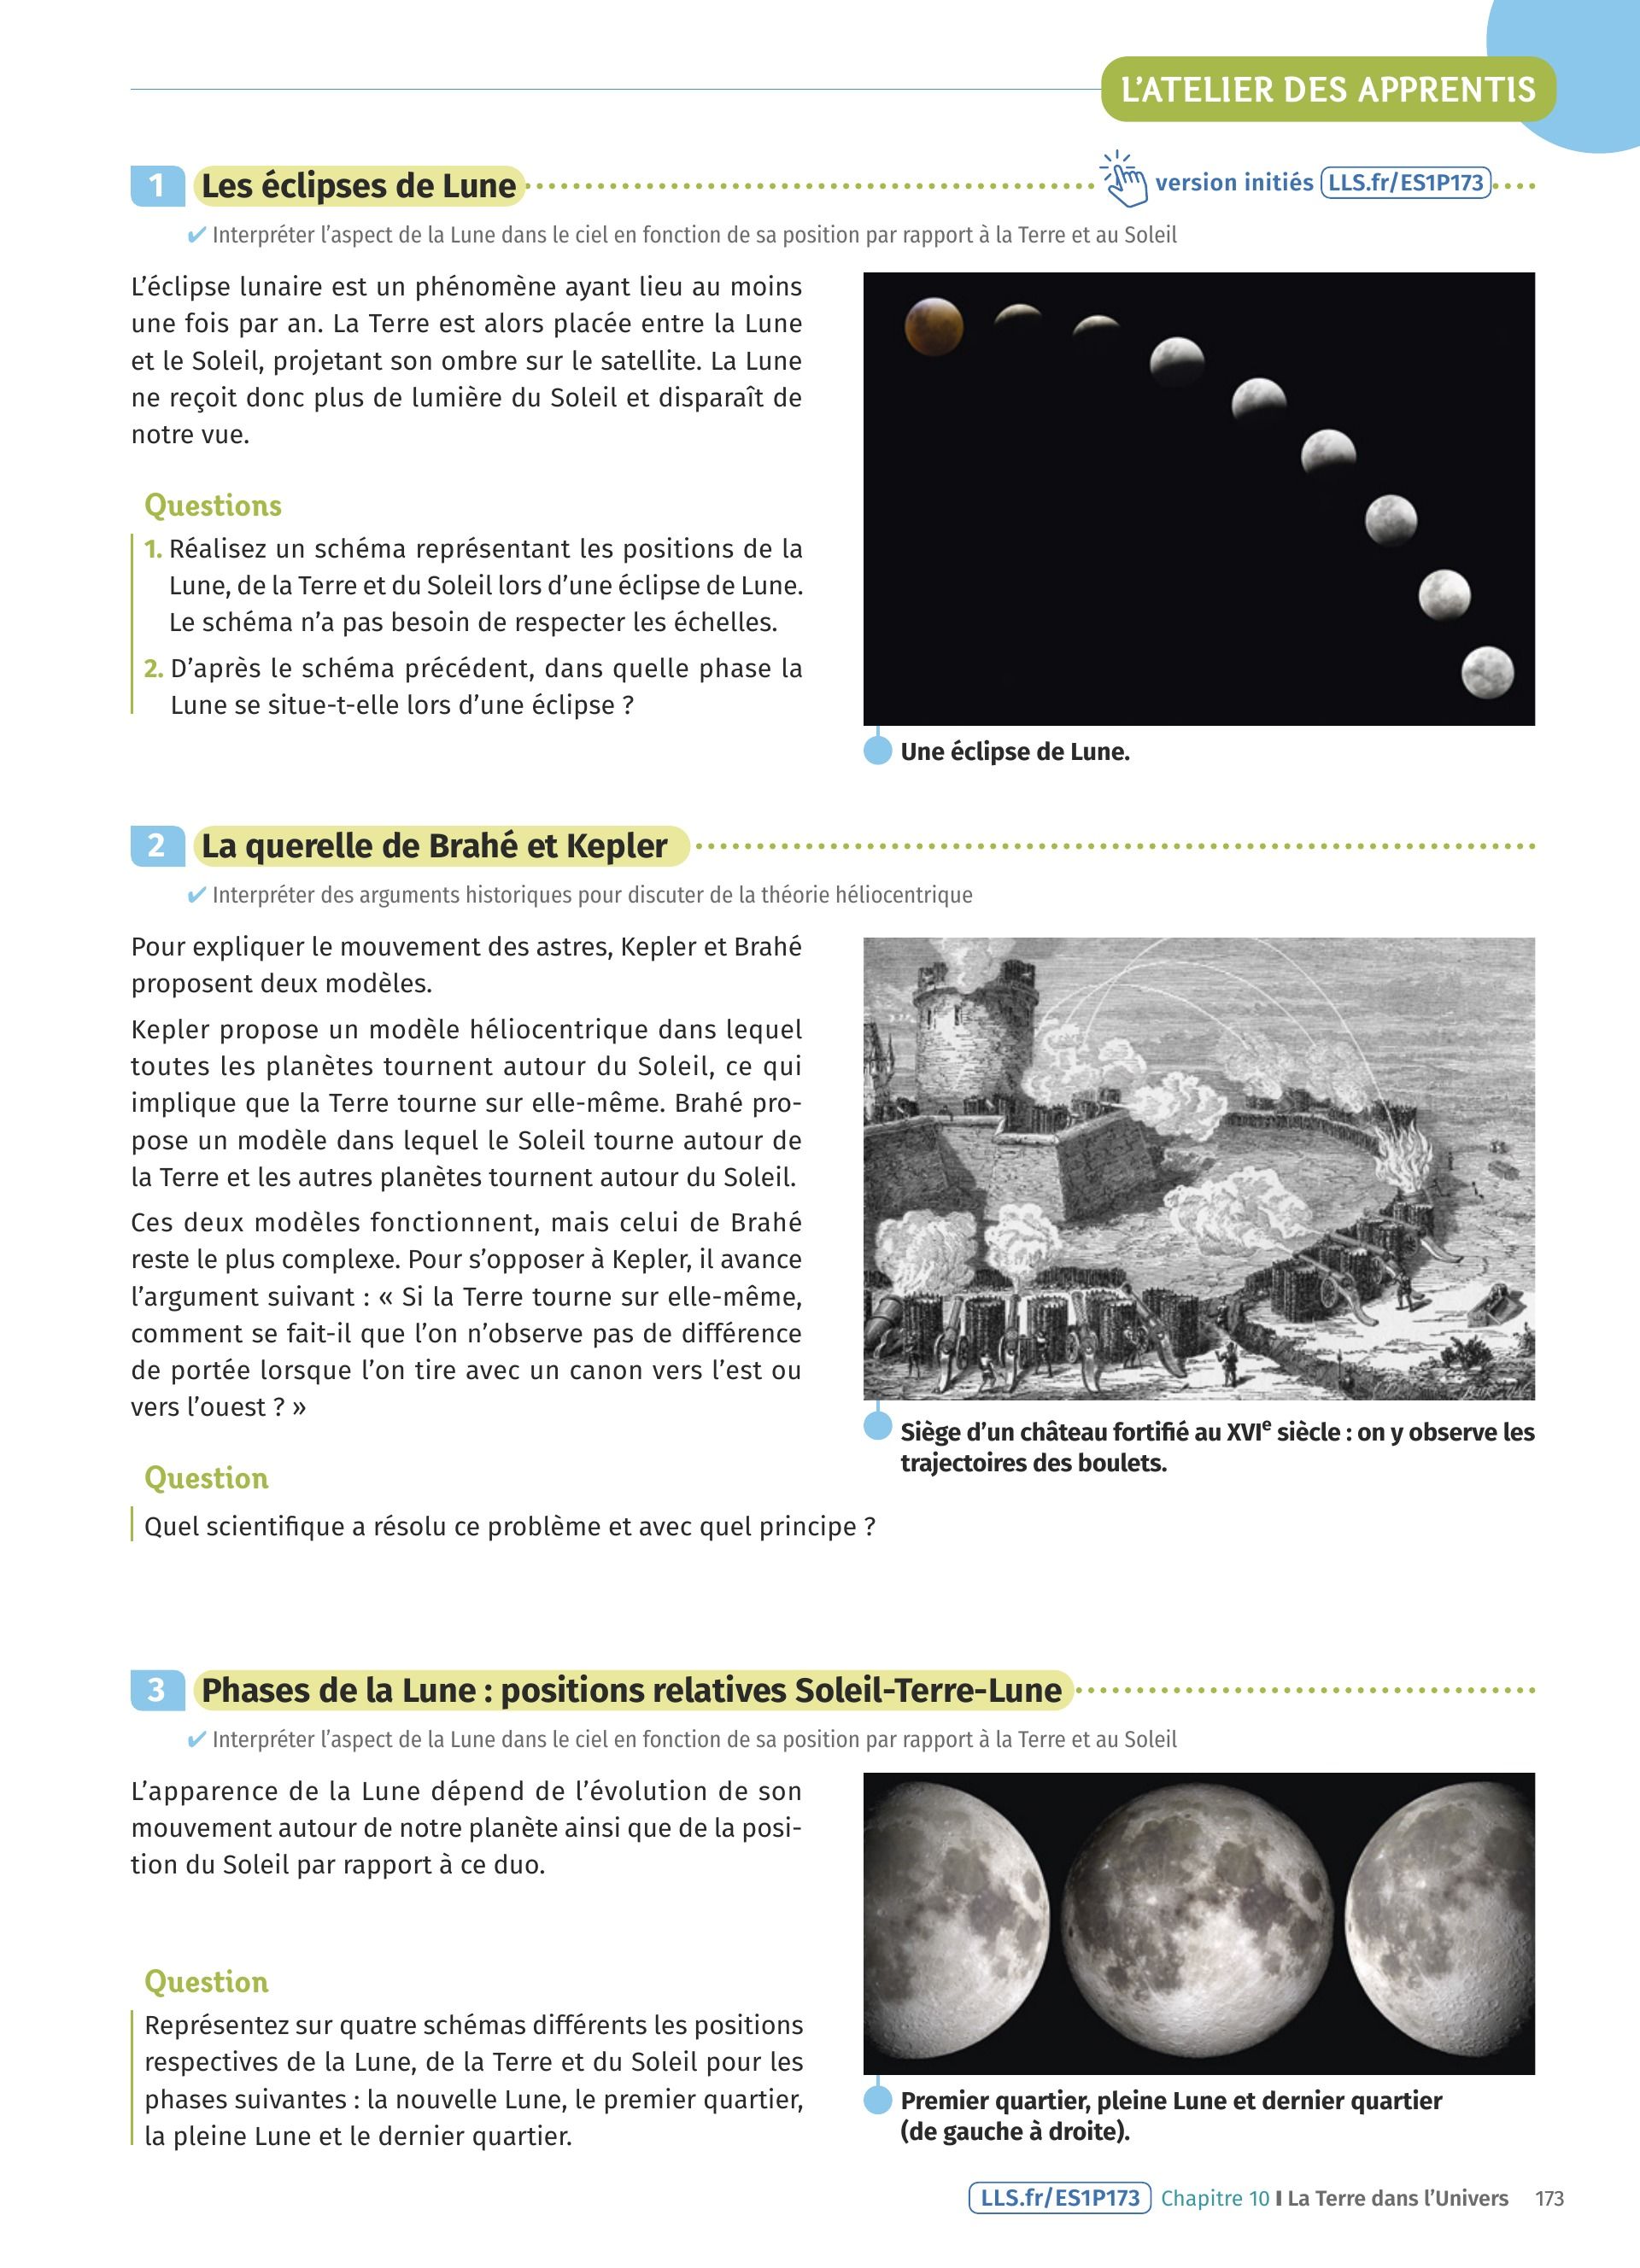 L'ATELIER DES APPRENTIS
1 Les éclipses de Lune
version initiés LLS.fr/ES1P173
✔ Interpréter l'aspect de la Lune dans le ciel en fonction de sa position par rapport à la Terre et au Soleil
L'éclipse lunaire est un phénomène ayant lieu au moins
une fois par an. La Terre est alors placée entre la Lune
et le Soleil, projetant son ombre sur le satellite. La Lune
ne reçoit donc plus de lumière du Soleil et disparaît de
notre vue.
Questions
1. Réalisez un schéma représentant les positions de la
Lune, de la Terre et du Soleil lors d'une éclipse de Lune.
Le schéma n'a pas besoin de respecter les échelles.
2. D'après le schéma précédent, dans quelle phase la
Lune se situe-t-elle lors d'une éclipse ?
Une éclipse de Lune.
2 La querelle de Brahé et Kepler
✔ Interpréter des arguments historiques pour discuter de la théorie héliocentrique
Pour expliquer le mouvement des astres, Kepler et Brahé
proposent deux modèles.
Kepler propose un modèle héliocentrique dans lequel
toutes les planètes tournent autour du Soleil, ce qui
implique que la Terre tourne sur elle-même. Brahé pro-
pose un modèle dans lequel le Soleil tourne autour de
la Terre et les autres planètes tournent autour du Soleil.
Ces deux modèles fonctionnent, mais celui de Brahé
reste le plus complexe. Pour s'opposer à Kepler, il avance
l'argument suivant : « Si la Terre tourne sur elle-même,
comment se fait-il que l'on n'observe pas de différence
de portée lorsque l'on tire avec un canon vers l'est ou
vers l'ouest ? »
Siège d'un château fortifié au XVIe siècle : on y observe les
trajectoires des boulets.
Question
Quel scientifique a résolu ce problème et avec quel principe ?
3 Phases de la Lune : positions relatives Soleil-Terre-Lune
✔ Interpréter l'aspect de la Lune dans le ciel en fonction de sa position par rapport à la Terre et au Soleil
L'apparence de la Lune dépend de l'évolution de son
mouvement autour de notre planète ainsi que de la posi-
tion du Soleil par rapport à ce duo.
Question
Représentez sur quatre schémas différents les positions
respectives de la Lune, de la Terre et du Soleil pour les
phases suivantes : la nouvelle Lune, le premier quartier,
la pleine Lune et le dernier quartier.
Premier quartier, pleine Lune et dernier quartier
(de gauche à droite).
LLS.fr/ES1P173 Chapitre 10 I La Terre dans l'Univers 173